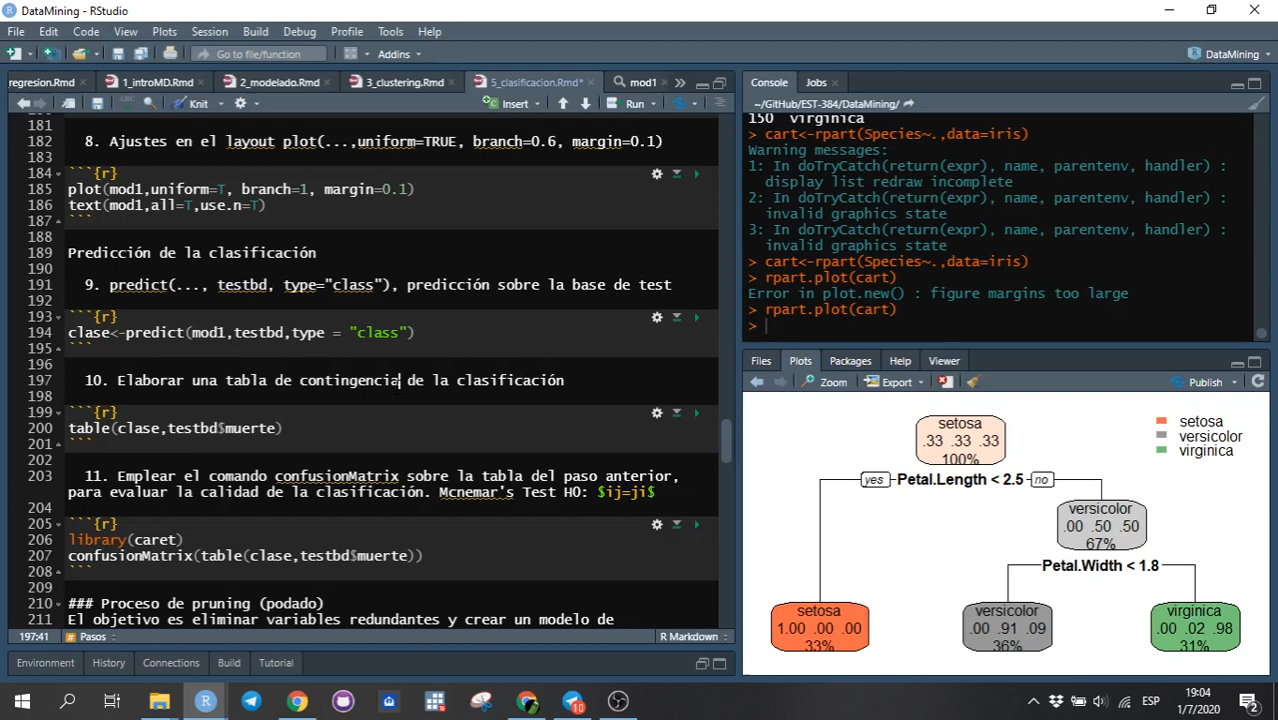 DataMining - RStudio
File Edit Code View Plots Session Build Debug Profile Tools Help
Go to file/function Addins DataMining
regresion.Rmd 1_introMD.Rmd 2_modelado.Rmd 3_clustering.Rmd 5_clasificacion.Rmd* mod1
Knit Insert Run
181
182 8. Ajustes en el layout plot(...,uniform=TRUE, branch=0.6, margin=0.1)
183
184 ```{r}
185 plot(mod1,uniform=T, branch=1, margin=0.1)
186 text(mod1,all=T,use.n=T)
187 ```
188
189 Predicción de la clasificación
190
191 9. predict(..., testbd, type="class"), predicción sobre la base de test
192
193 ```{r}
194 clase<-predict(mod1,testbd,type = "class")
195 ```
196
197 10. Elaborar una tabla de contingencia de la clasificación
198
199 ```{r}
200 table(clase,testbd$muerte)
201 ```
202
203 11. Emplear el comando confusionMatrix sobre la tabla del paso anterior,
para evaluar la calidad de la clasificación. Mcnemar's Test HO: $ij=ji$
204
205 ```{r}
206 library(caret)
207 confusionMatrix(table(clase,testbd$muerte))
208 ```
209
210 ### Proceso de pruning (podado)
211 El objetivo es eliminar variables redundantes y crear un modelo de
197:41 Pasos R Markdown
Environment History Connections Build Tutorial
Console Jobs
~/GitHub/EST-384/DataMining/
150 virginica
> cart<-rpart(Species~.,data=iris)
Warning messages:
1: In doTryCatch(return(expr), name, parentenv, handler) :
display list redraw incomplete
2: In doTryCatch(return(expr), name, parentenv, handler) :
invalid graphics state
3: In doTryCatch(return(expr), name, parentenv, handler) :
invalid graphics state
> cart<-rpart(Species~.,data=iris)
> rpart.plot(cart)
Error in plot.new() : figure margins too large
> rpart.plot(cart)
>
Files Plots Packages Help Viewer
Zoom Export Publish
setosa
.33 .33 .33
100%
setosa
versicolor
virginica
yes Petal.Length < 2.5 no
versicolor
.00 .50 .50
67%
Petal.Width < 1.8
setosa
1.00 .00 .00
33%
versicolor
.00 .91 .09
36%
virginica
.00 .02 .98
31%
10
ESP
19:04
1/7/2020
2